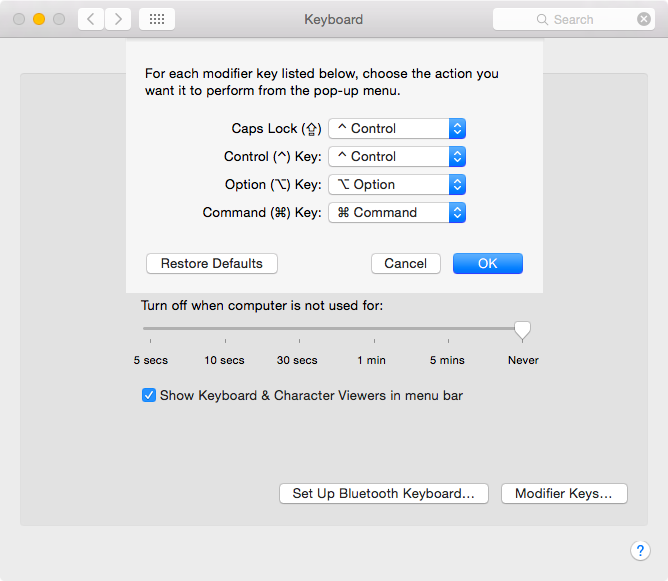 Keyboard
Search
For each modifier key listed below, choose the action you
want it to perform from the pop-up menu.
Caps Lock (⇪) ^ Control
Control (^) Key: ^ Control
Option (⌥) Key: ⌥ Option
Command (⌘) Key: ⌘ Command
Restore Defaults Cancel OK
Turn off when computer is not used for:
5 secs 10 secs 30 secs 1 min 5 mins Never
Show Keyboard & Character Viewers in menu bar
Set Up Bluetooth Keyboard... Modifier Keys...
?